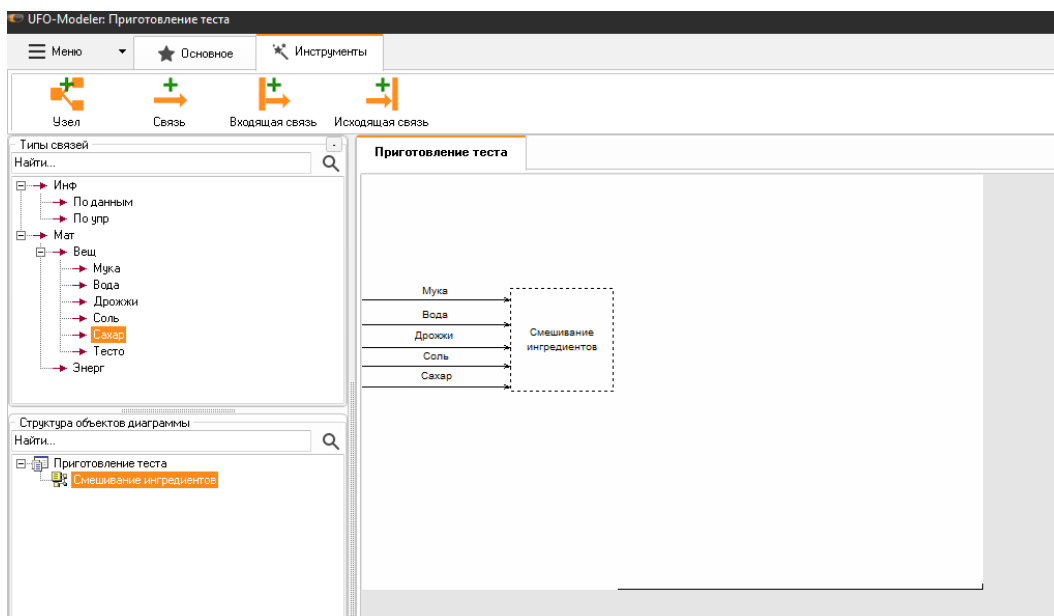 UFO-Modeler: Приготовление теста
Меню
Основное
Инструменты
Узел
Связь
Входящая связь
Исходящая связь
Типы связей
Найти...
Инф
По данным
По упр
Мат
Вещ
Мука
Вода
Дрожжи
Соль
Сахар
Тесто
Энерг
Структура объектов диаграммы
Найти...
Приготовление теста
Смешивание ингредиентов
Приготовление теста
Мука
Вода
Дрожжи
Соль
Сахар
Смешивание
ингредиентов